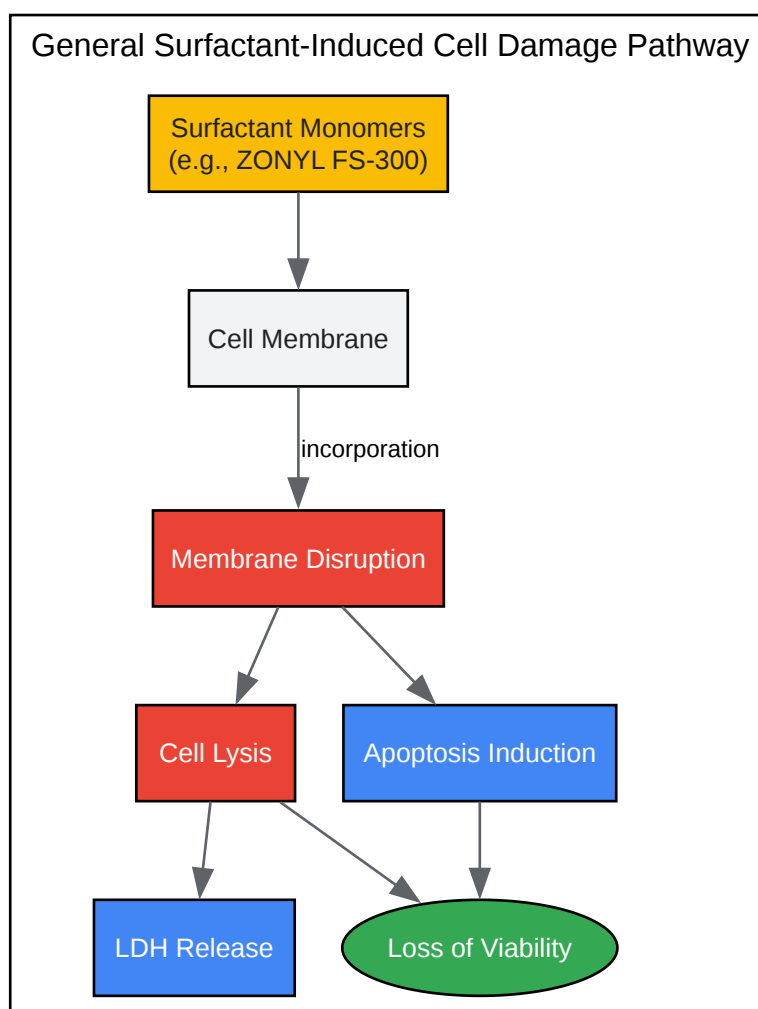 General Surfactant-Induced Cell Damage Pathway
Surfactant Monomers
(e.g., ZONYL FS-300)
Cell Membrane
incorporation
Membrane Disruption
Cell Lysis
Apoptosis Induction
LDH Release
Loss of Viability